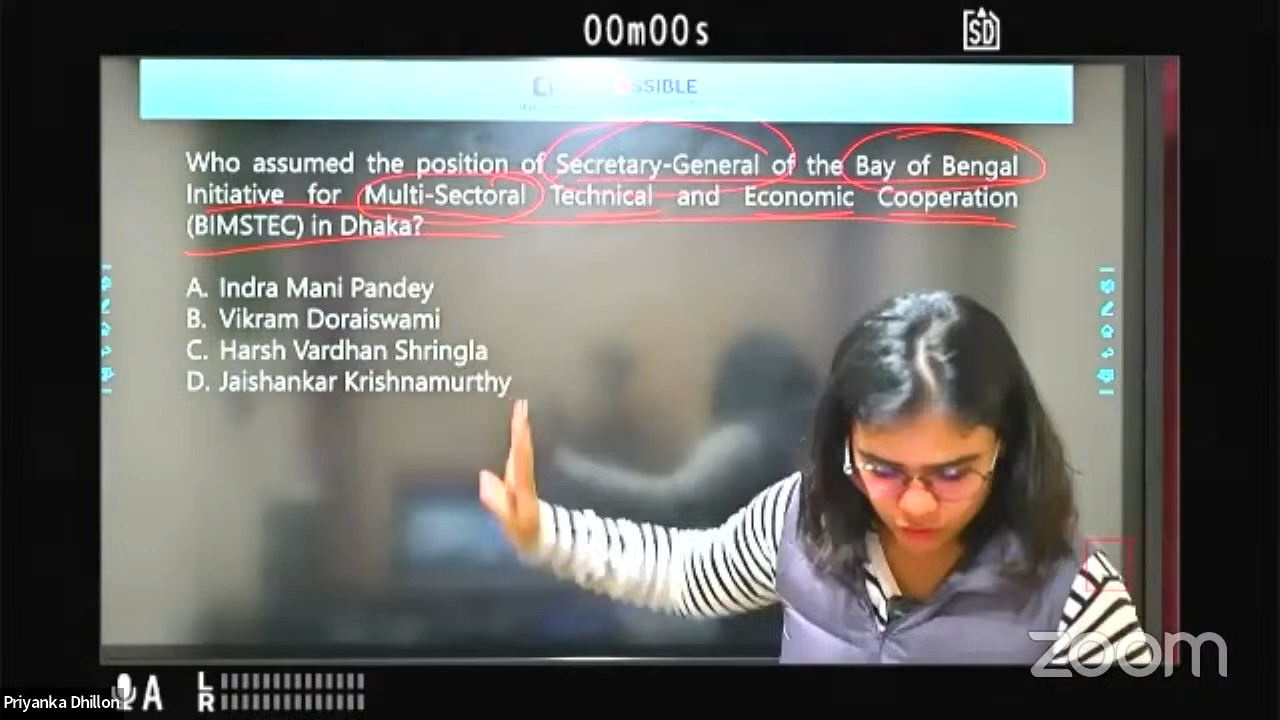 00m00s
SD
SSIBLE
Who assumed the position of Secretary-General of the Bay of Bengal
Initiative for Multi-Sectoral Technical and Economic Cooperation
(BIMSTEC) in Dhaka?
A. Indra Mani Pandey
B. Vikram Doraiswami
C. Harsh Vardhan Shringla
D. Jaishankar Krishnamurthy
zoom
A
L
R
Priyanka Dhillon